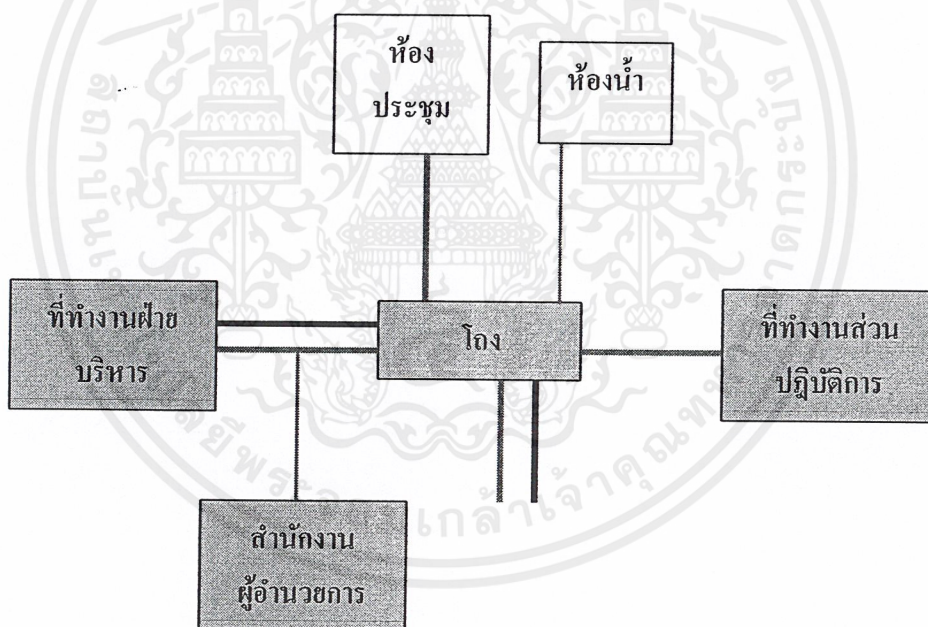 ห้อง
ประชุม
ห้องน้ำ
ที่ทำงานฝ่าย
บริหาร
โถง
ที่ทำงานส่วน
ปฎิบัติการ
สำนักงาน
ผู้อำนวยการ